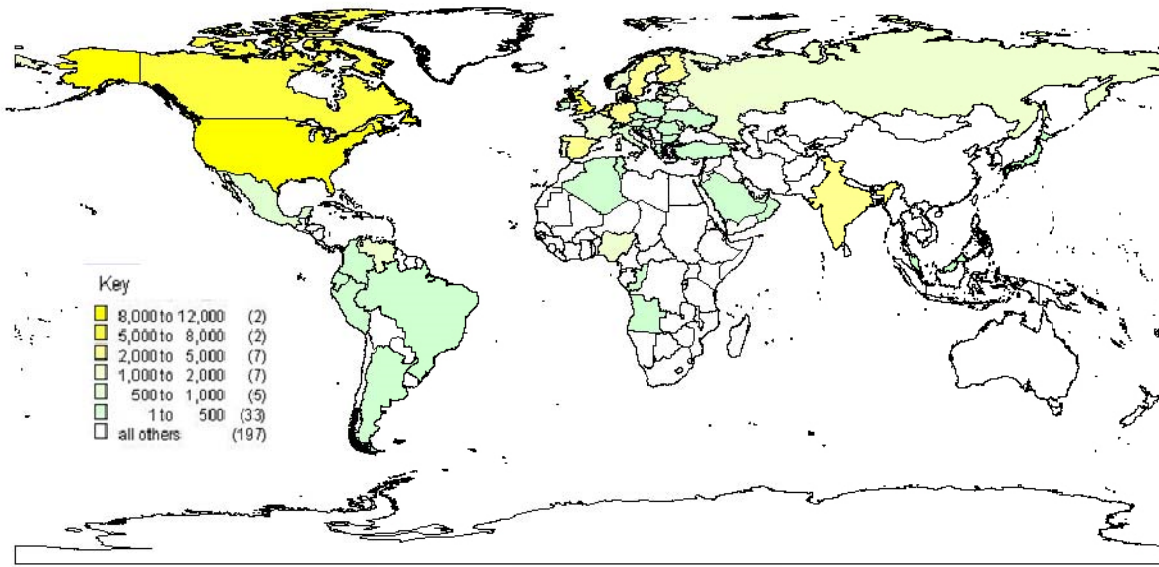 Key
8,000 to 12,000 (2)
5,000 to 8,000 (2)
2,000 to 5,000 (7)
1,000 to 2,000 (7)
500 to 1,000 (5)
1 to 500 (33)
all others (197)